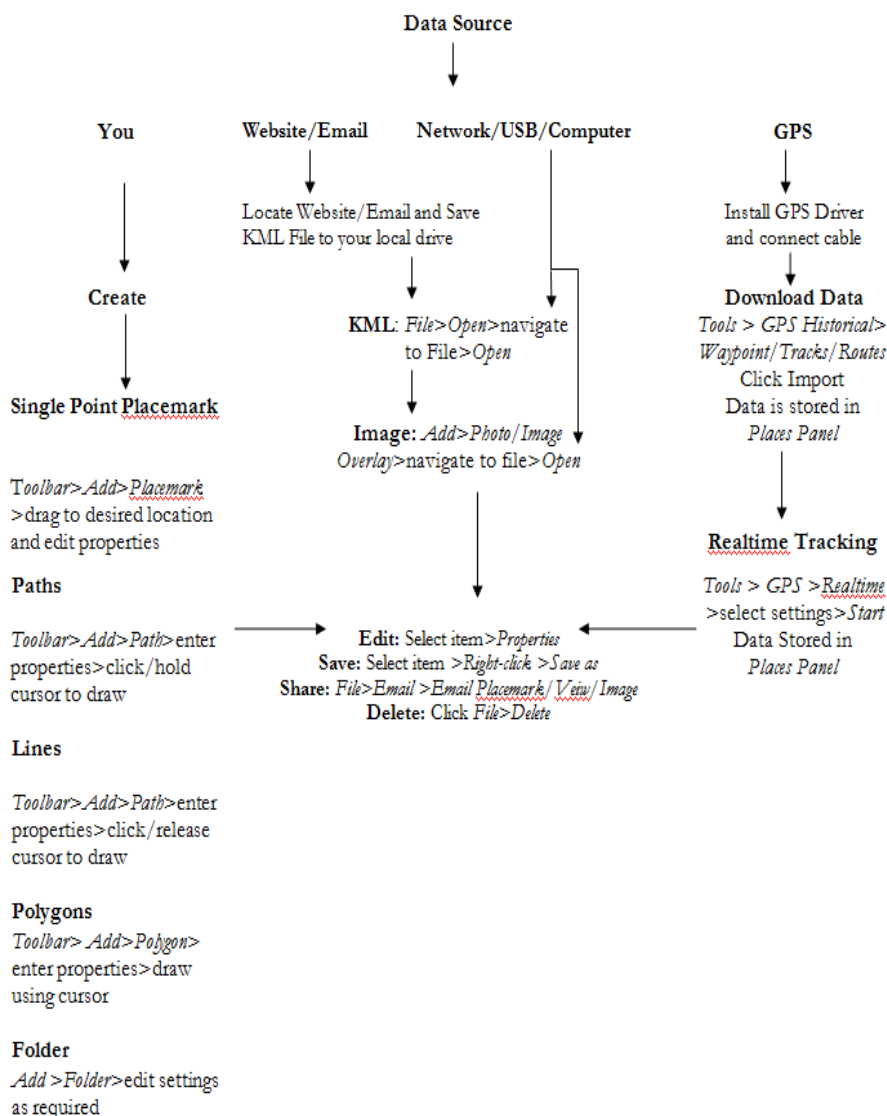 Data Source
You
Website/Email
Network/USB/Computer
GPS
Locate Website/Email and Save
KML File to your local drive
Install GPS Driver
and connect cable
Create
KML: File>Open>navigate
to File>Open
Download Data
Tools > GPS Historical>
Waypoint/Tracks/Routes
Click Import
Data is stored in
Places Panel
Single Point Placemark
Image: Add>Photo/Image
Overlay>navigate to file>Open
Toolbar>Add>Placemark
>drag to desired location
and edit properties
Realtime Tracking
Tools > GPS >Realtime
>select settings>Start
Data Stored in
Places Panel
Paths
Toolbar>Add>Path>enter
properties>click/hold
cursor to draw
Edit: Select item>Properties
Save: Select item >Right-click >Save as
Share: File>Email >Email Placemark/Veiw/Image
Delete: Click File>Delete
Lines
Toolbar>Add>Path>enter
properties>click/release
cursor to draw
Polygons
Toolbar> Add>Polygon>
enter properties>draw
using cursor
Folder
Add >Folder>edit settings
as required